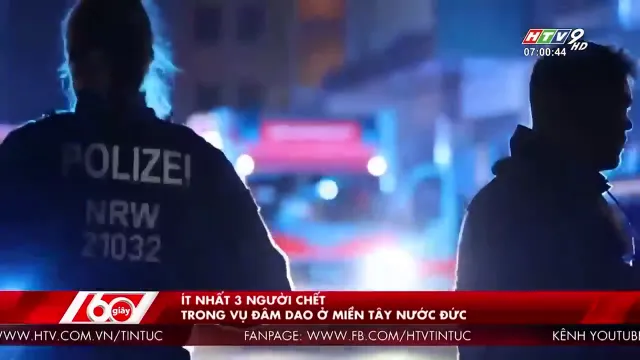 HTV9 HD
07:00:44
POLIZEI
NRW
21032
60 giây
ÍT NHẤT 3 NGƯỜI CHẾT
TRONG VỤ ĐÂM DAO Ở MIỀN TÂY NƯỚC ĐỨC
WWW.HTV.COM.VN/TINTUC
FANPAGE: WWW.FB.COM/HTVTINTUC
KÊNH YOUTUB